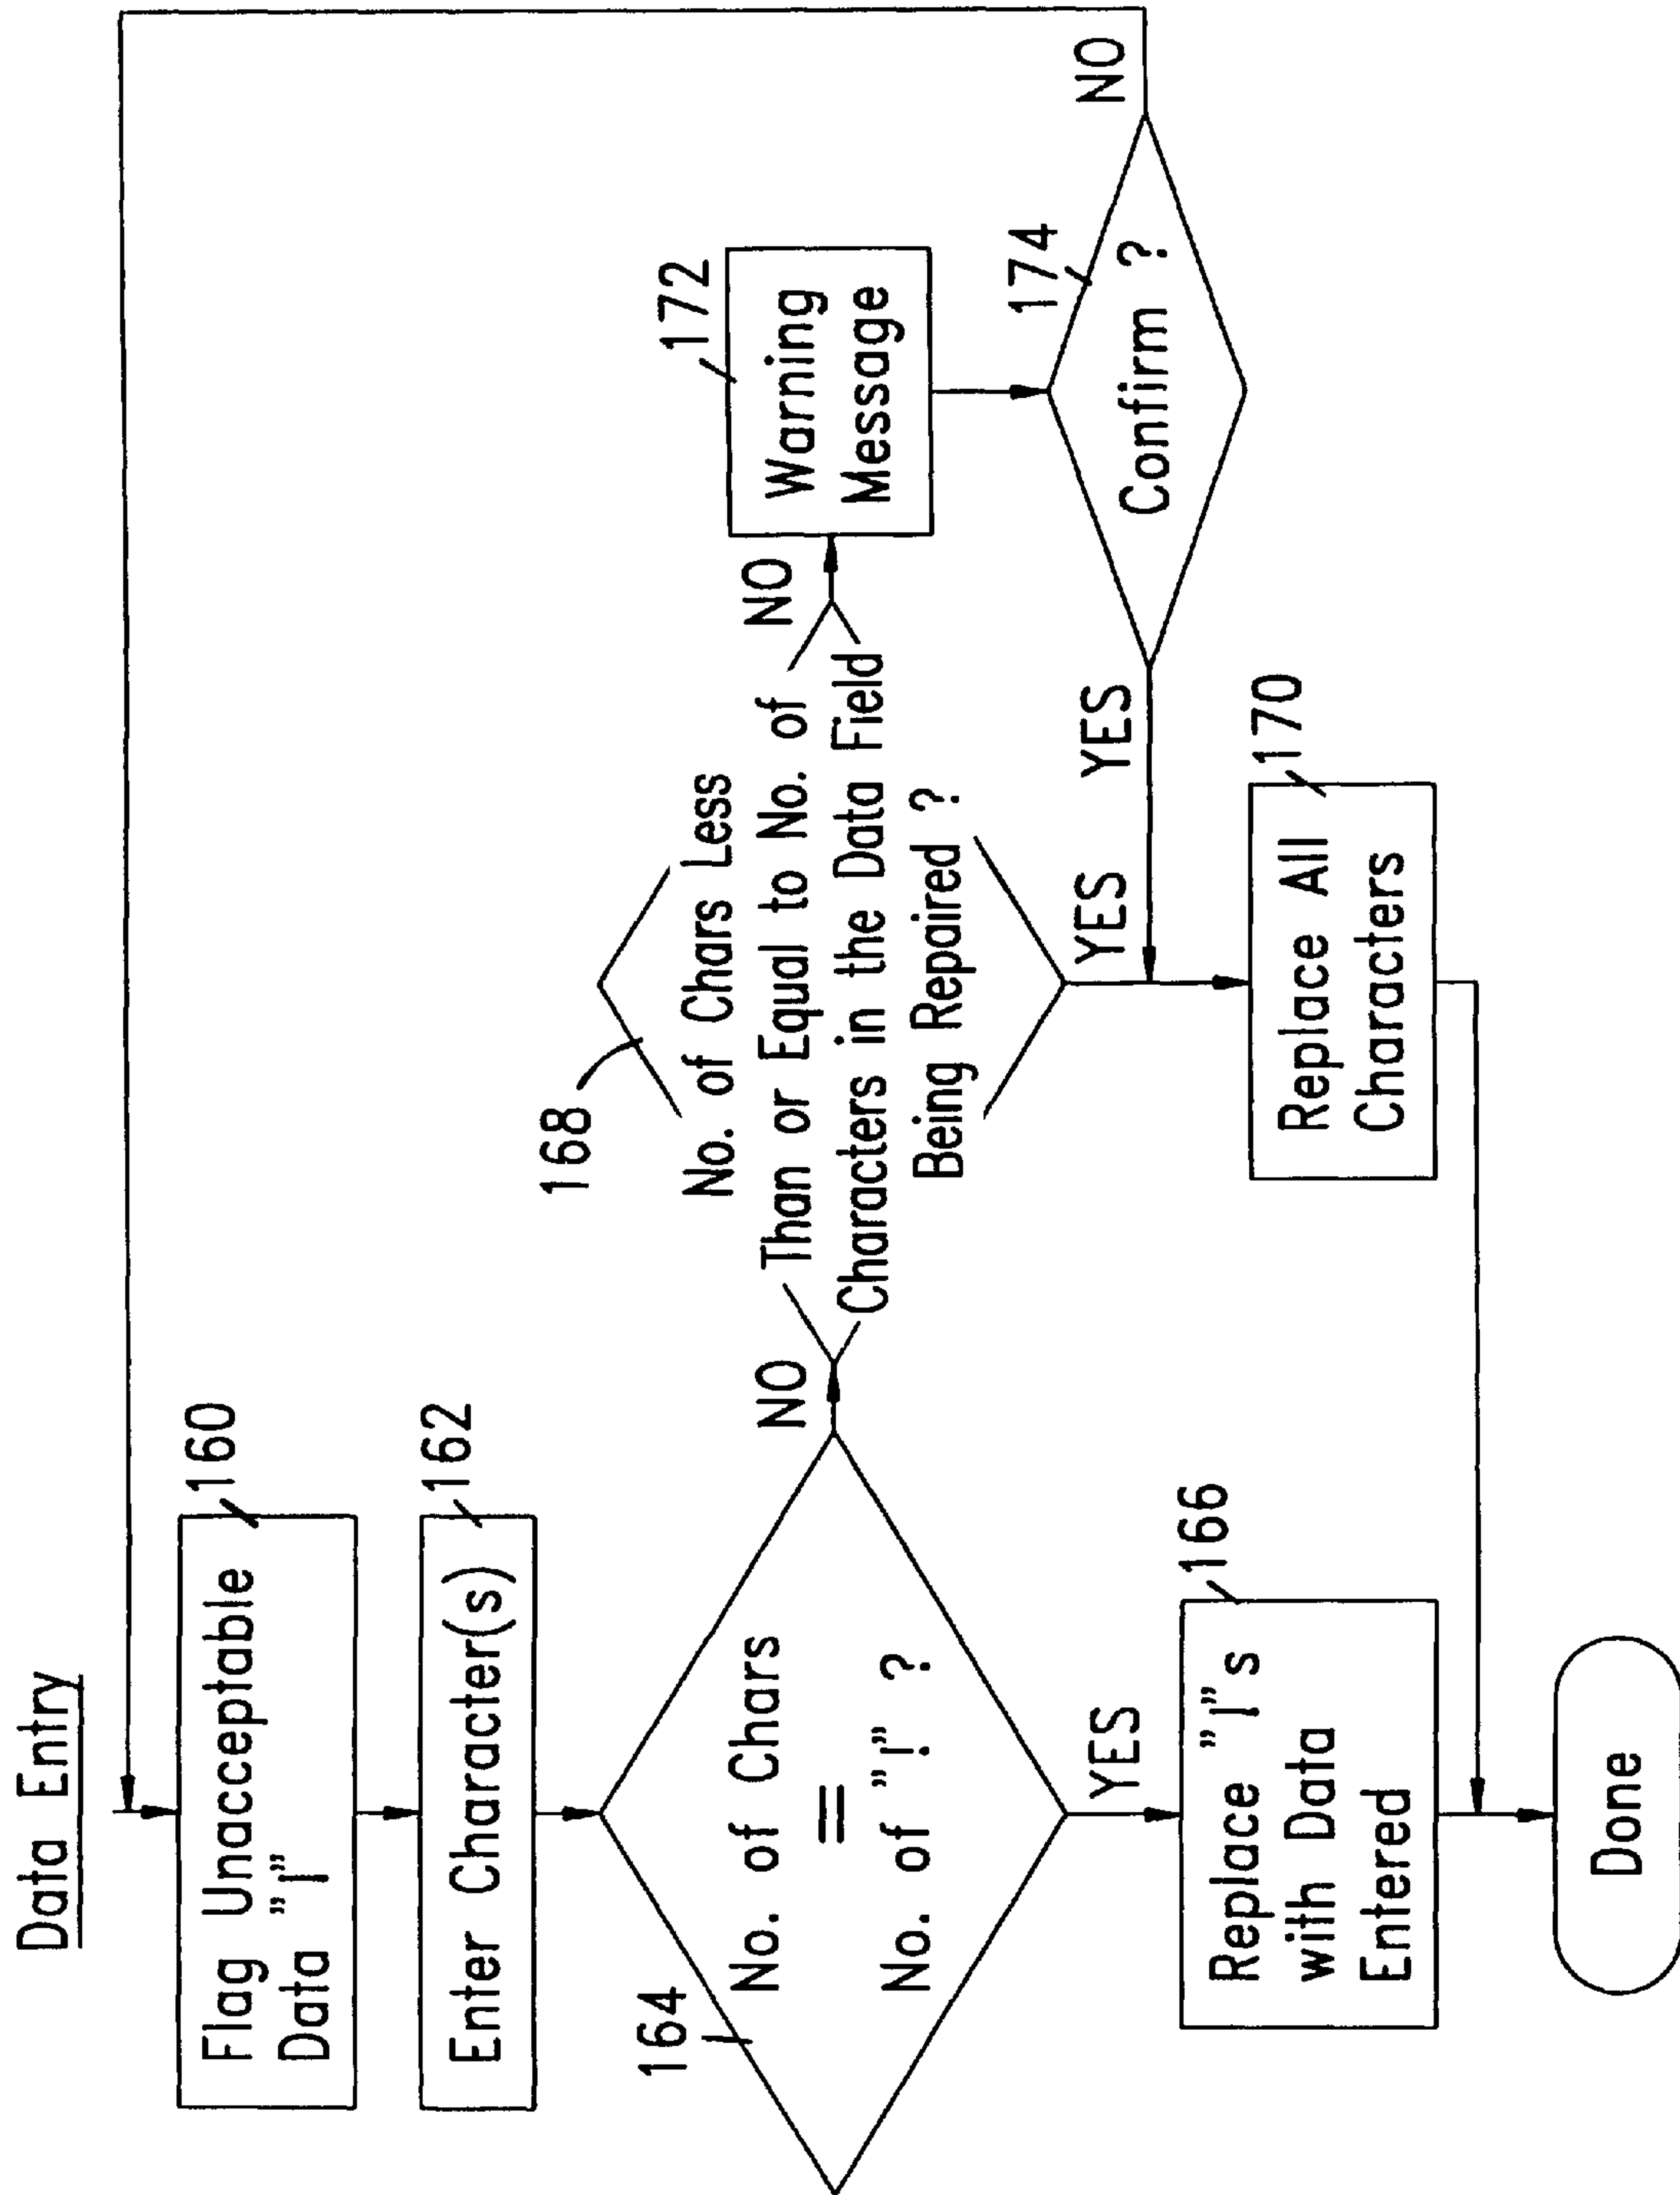 Data Entry
Flag Unacceptable
Data "|"
160
Enter Character(s)
162
164
No. of Chars
=
No. of "|" ?
NO
YES
Replace "|"s
with Data
Entered
166
Done
168
No. of Chars Less
Than or Equal to No. of
Characters in the Data Field
Being Repaired ?
NO
YES
Warning
Message
172
174
Confirm ?
NO
YES
Replace All
Characters
170